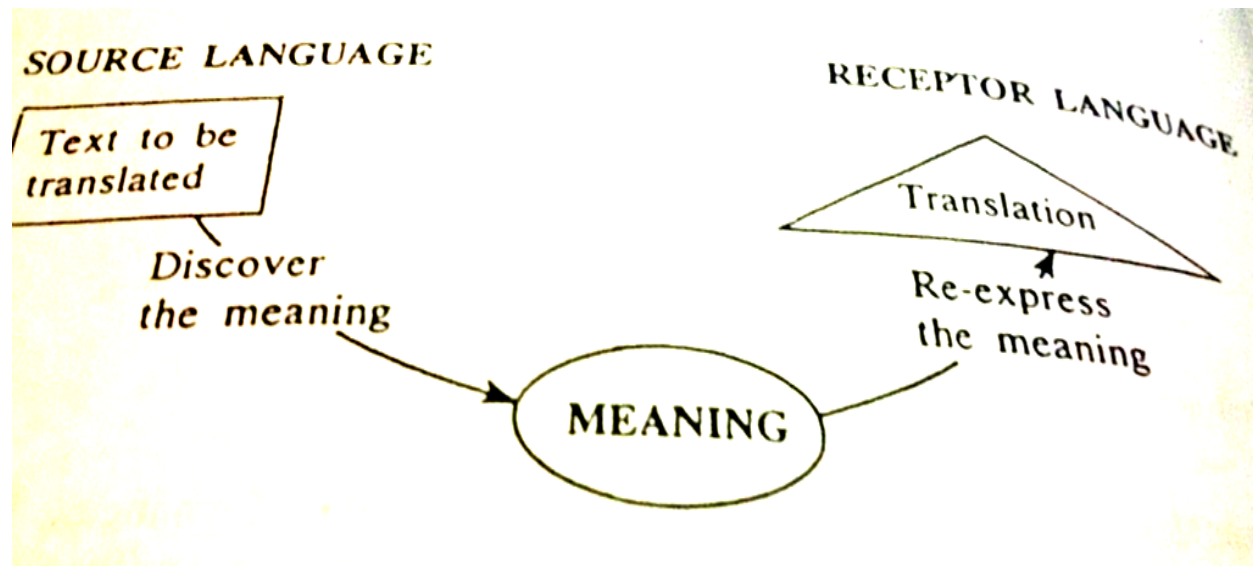 SOURCE LANGUAGE
Text to be
translated
Discover
the meaning
MEANING
RECEPTOR LANGUAGE
Translation
Re-express
the meaning